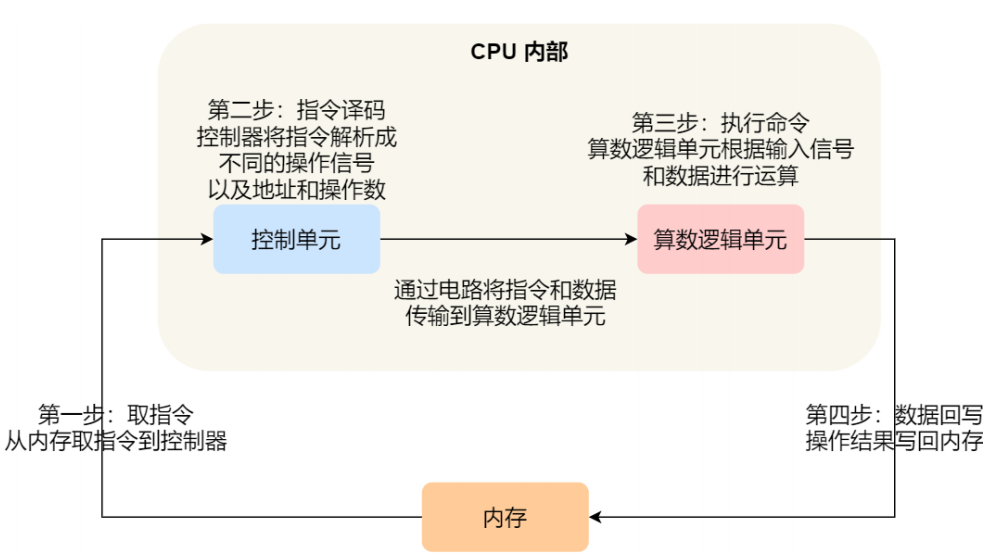 CPU 内部
第二步：指令译码
控制器将指令解析成
不同的操作信号
以及地址和操作数
第三步：执行命令
算数逻辑单元根据输入信号
和数据进行运算
控制单元
算数逻辑单元
通过电路将指令和数据
传输到算数逻辑单元
第一步：取指令
从内存取指令到控制器
第四步：数据回写
操作结果写回内存
内存